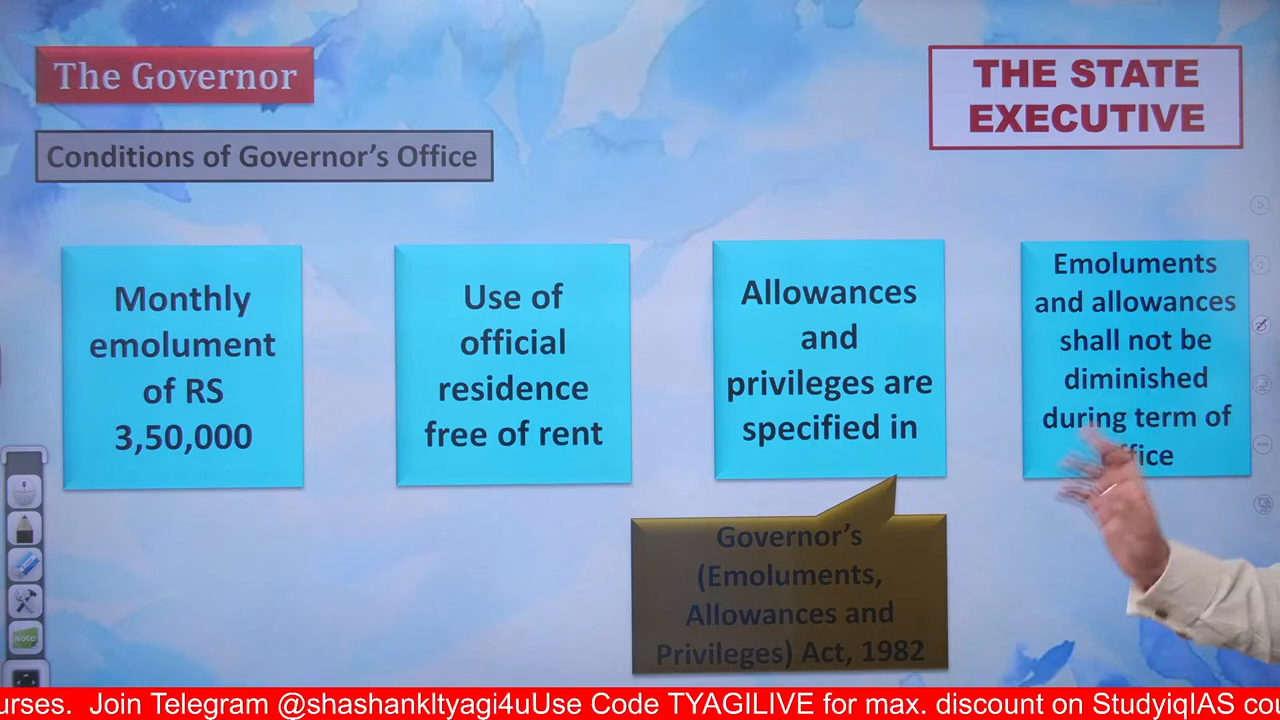 The Governor
THE STATE
EXECUTIVE
Conditions of Governor's Office
Monthly
emolument
of RS
3,50,000
Use of
official
residence
free of rent
Allowances
and
privileges are
specified in
Emoluments
and allowances
shall not be
diminished
during term of
office
Governor's
(Emoluments,
Allowances and
Privileges) Act, 1982
Note
urses. Join Telegram @shashankltyagi4uUse Code TYAGILIVE for max. discount on StudyiqIAS cou